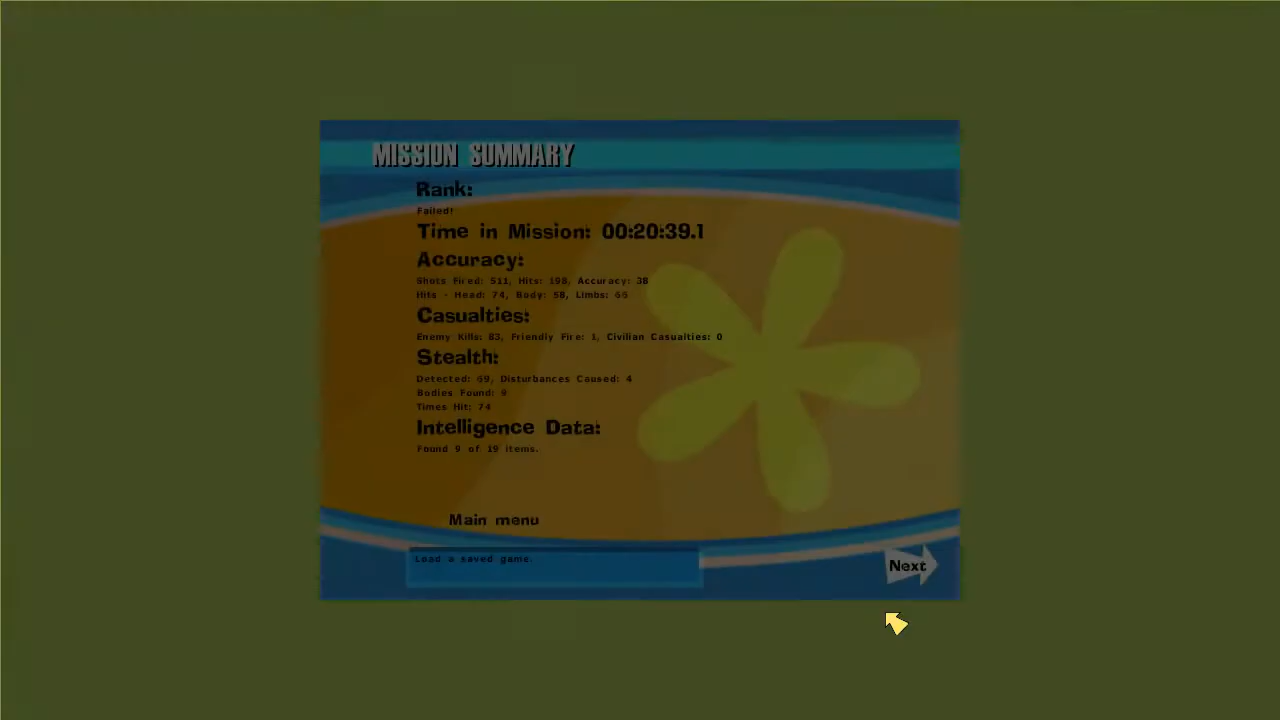 MISSION SUMMARY
Rank:
Failed!
Time in Mission: 00:20:39.1
Accuracy:
Shots Fired: 511, Hits: 198, Accuracy: 38
Hits - Head: 74, Body: 58, Limbs: 66
Casualties:
Enemy Kills: 83, Friendly Fire: 1, Civilian Casualties: 0
Stealth:
Detected: 69, Disturbances Caused: 4
Bodies Found: 9
Times Hit: 74
Intelligence Data:
Found 9 of 19 items.
Main menu
Load a saved game.
Next